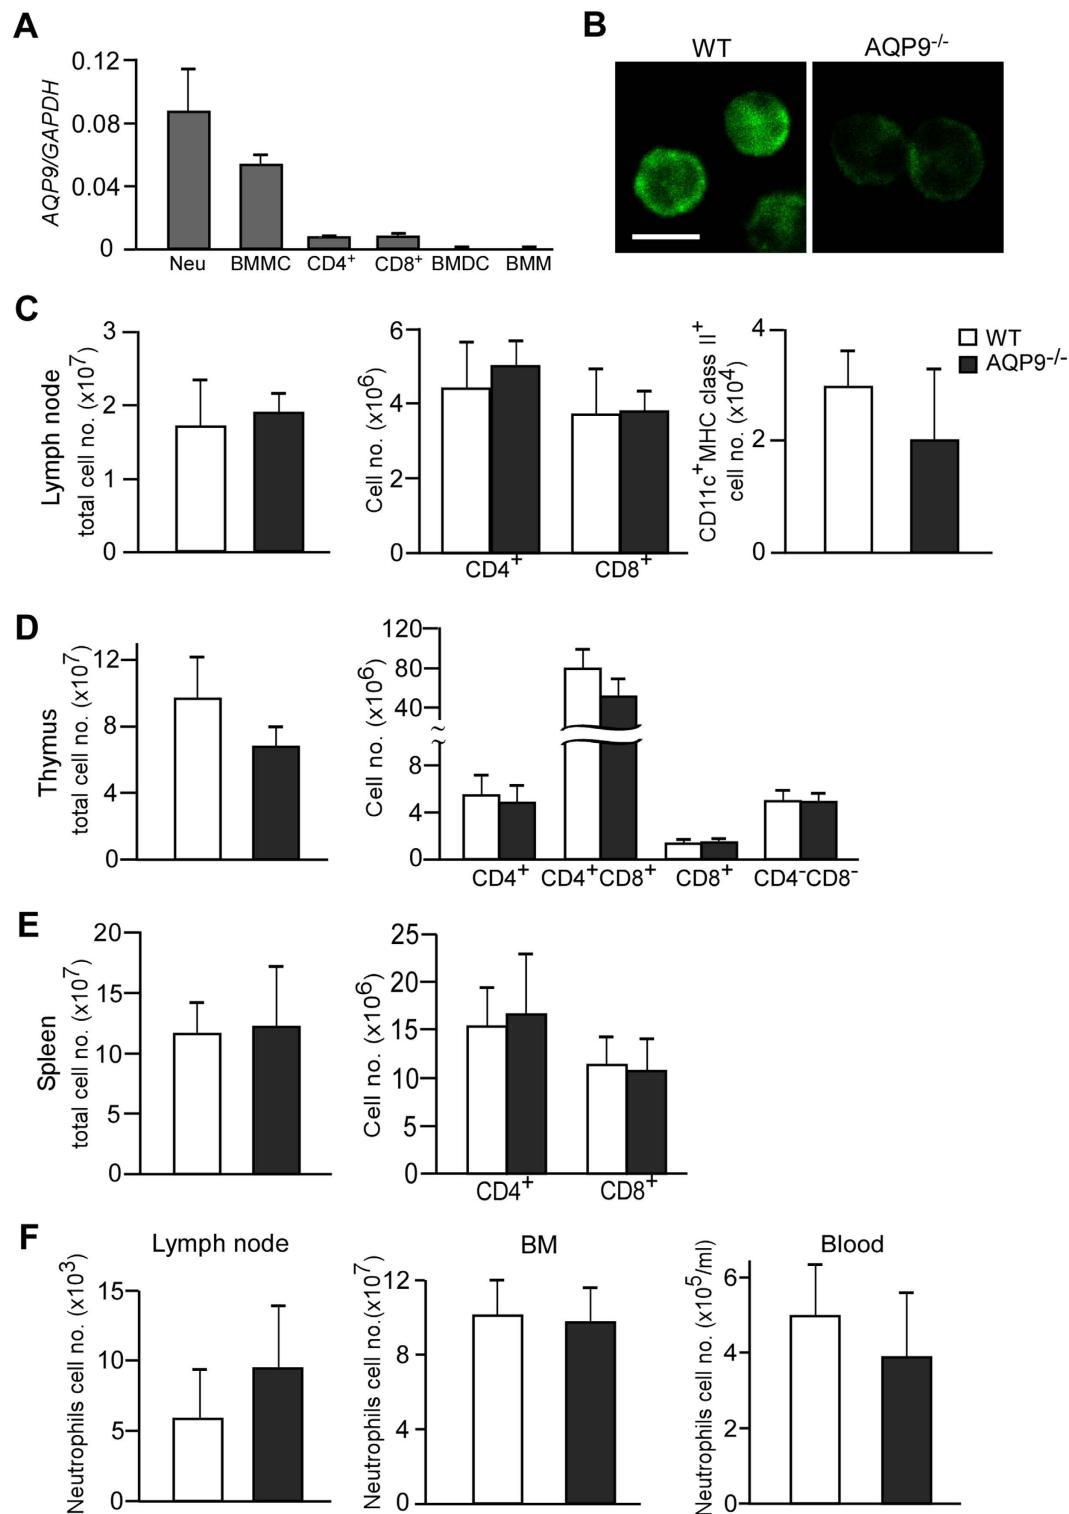 A
AQP9/GAPDH
0.12
0.08
0.04
0
Neu BMMC CD4+ CD8+ BMDC BMM
B
WT AQP9-/-
C
Lymph node
total cell no. (x10^7)
3
2
1
0
Cell no. (x10^6)
6
4
2
0
CD4+ CD8+
CD11c+MHC class II+
cell no. (x10^4)
4
2
0
WT
AQP9-/-
D
Thymus
total cell no. (x10^7)
12
8
4
0
Cell no. (x10^6)
120
80
40
8
4
0
CD4+ CD4+CD8+ CD8+ CD4-CD8-
E
Spleen
total cell no. (x10^7)
20
15
10
5
0
Cell no. (x10^6)
25
20
15
10
5
0
CD4+ CD8+
F
Lymph node
Neutrophils cell no. (x10^3)
15
10
5
0
BM
Neutrophils cell no.(x10^7)
12
8
4
0
Blood
Neutrophils cell no. (x10^5/ml)
6
4
2
0